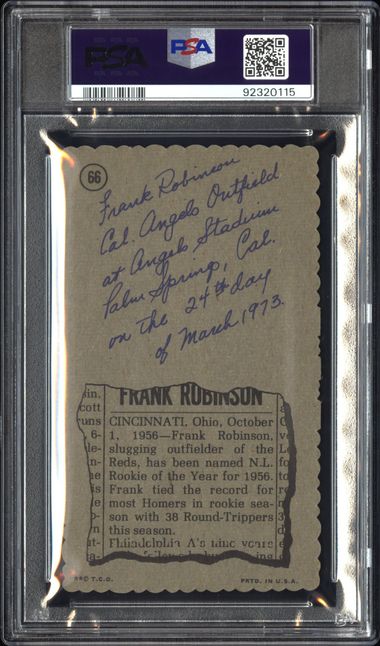 PSA
PSA
92320115
66
Frank Robinson
Cal. Angels Outfield
at Angels Stadium
Palm Springs, Cal.
on the 24th day
of March 1973.
FRANK ROBINSON
CINCINNATI, Ohio, October
1, 1956—Frank Robinson,
slugging outfielder of the
Reds, has been named N.L.
Rookie of the Year for 1956.
Frank tied the record for
most Homers in rookie sea-
son with 38 Round-Trippers
this season.
Philadelphia A's nine years
T.C.G.
PRTD. IN U.S.A.